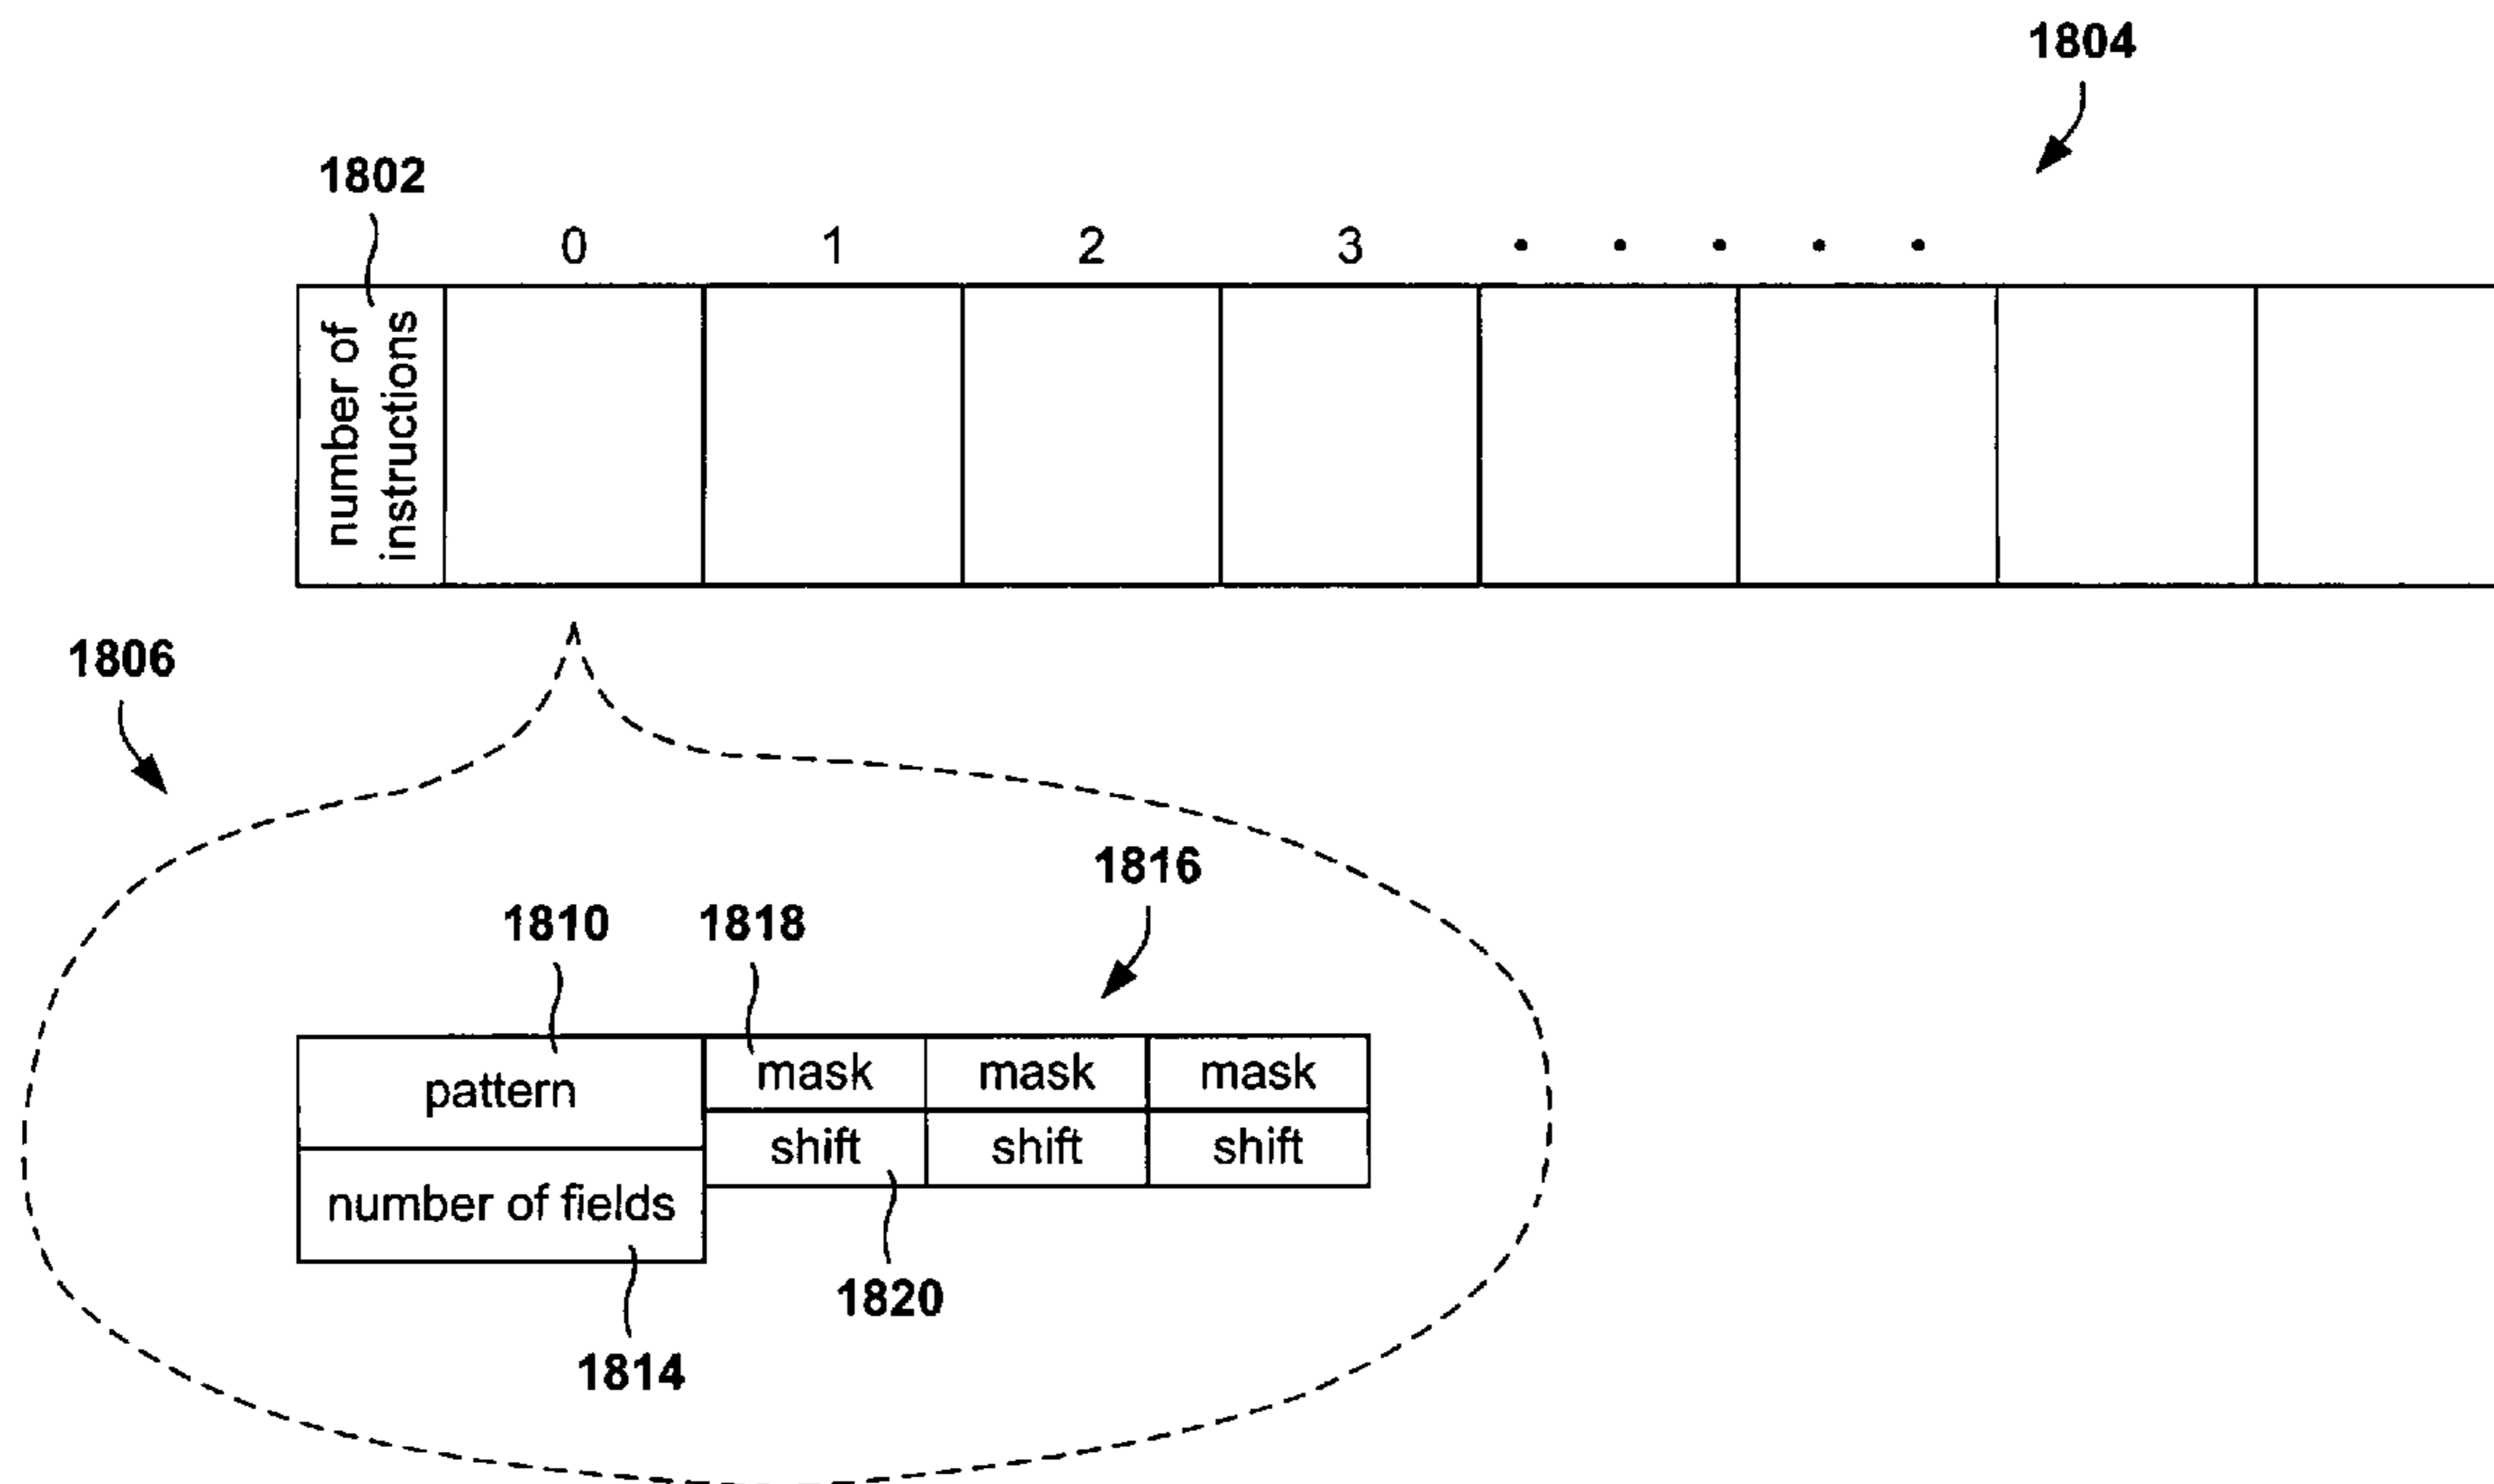 1804
1802
0 1 2 3 . . . . .
number of
instructions
1806
1816
1810 1818
pattern
mask mask mask
shift shift shift
number of fields
1820
1814